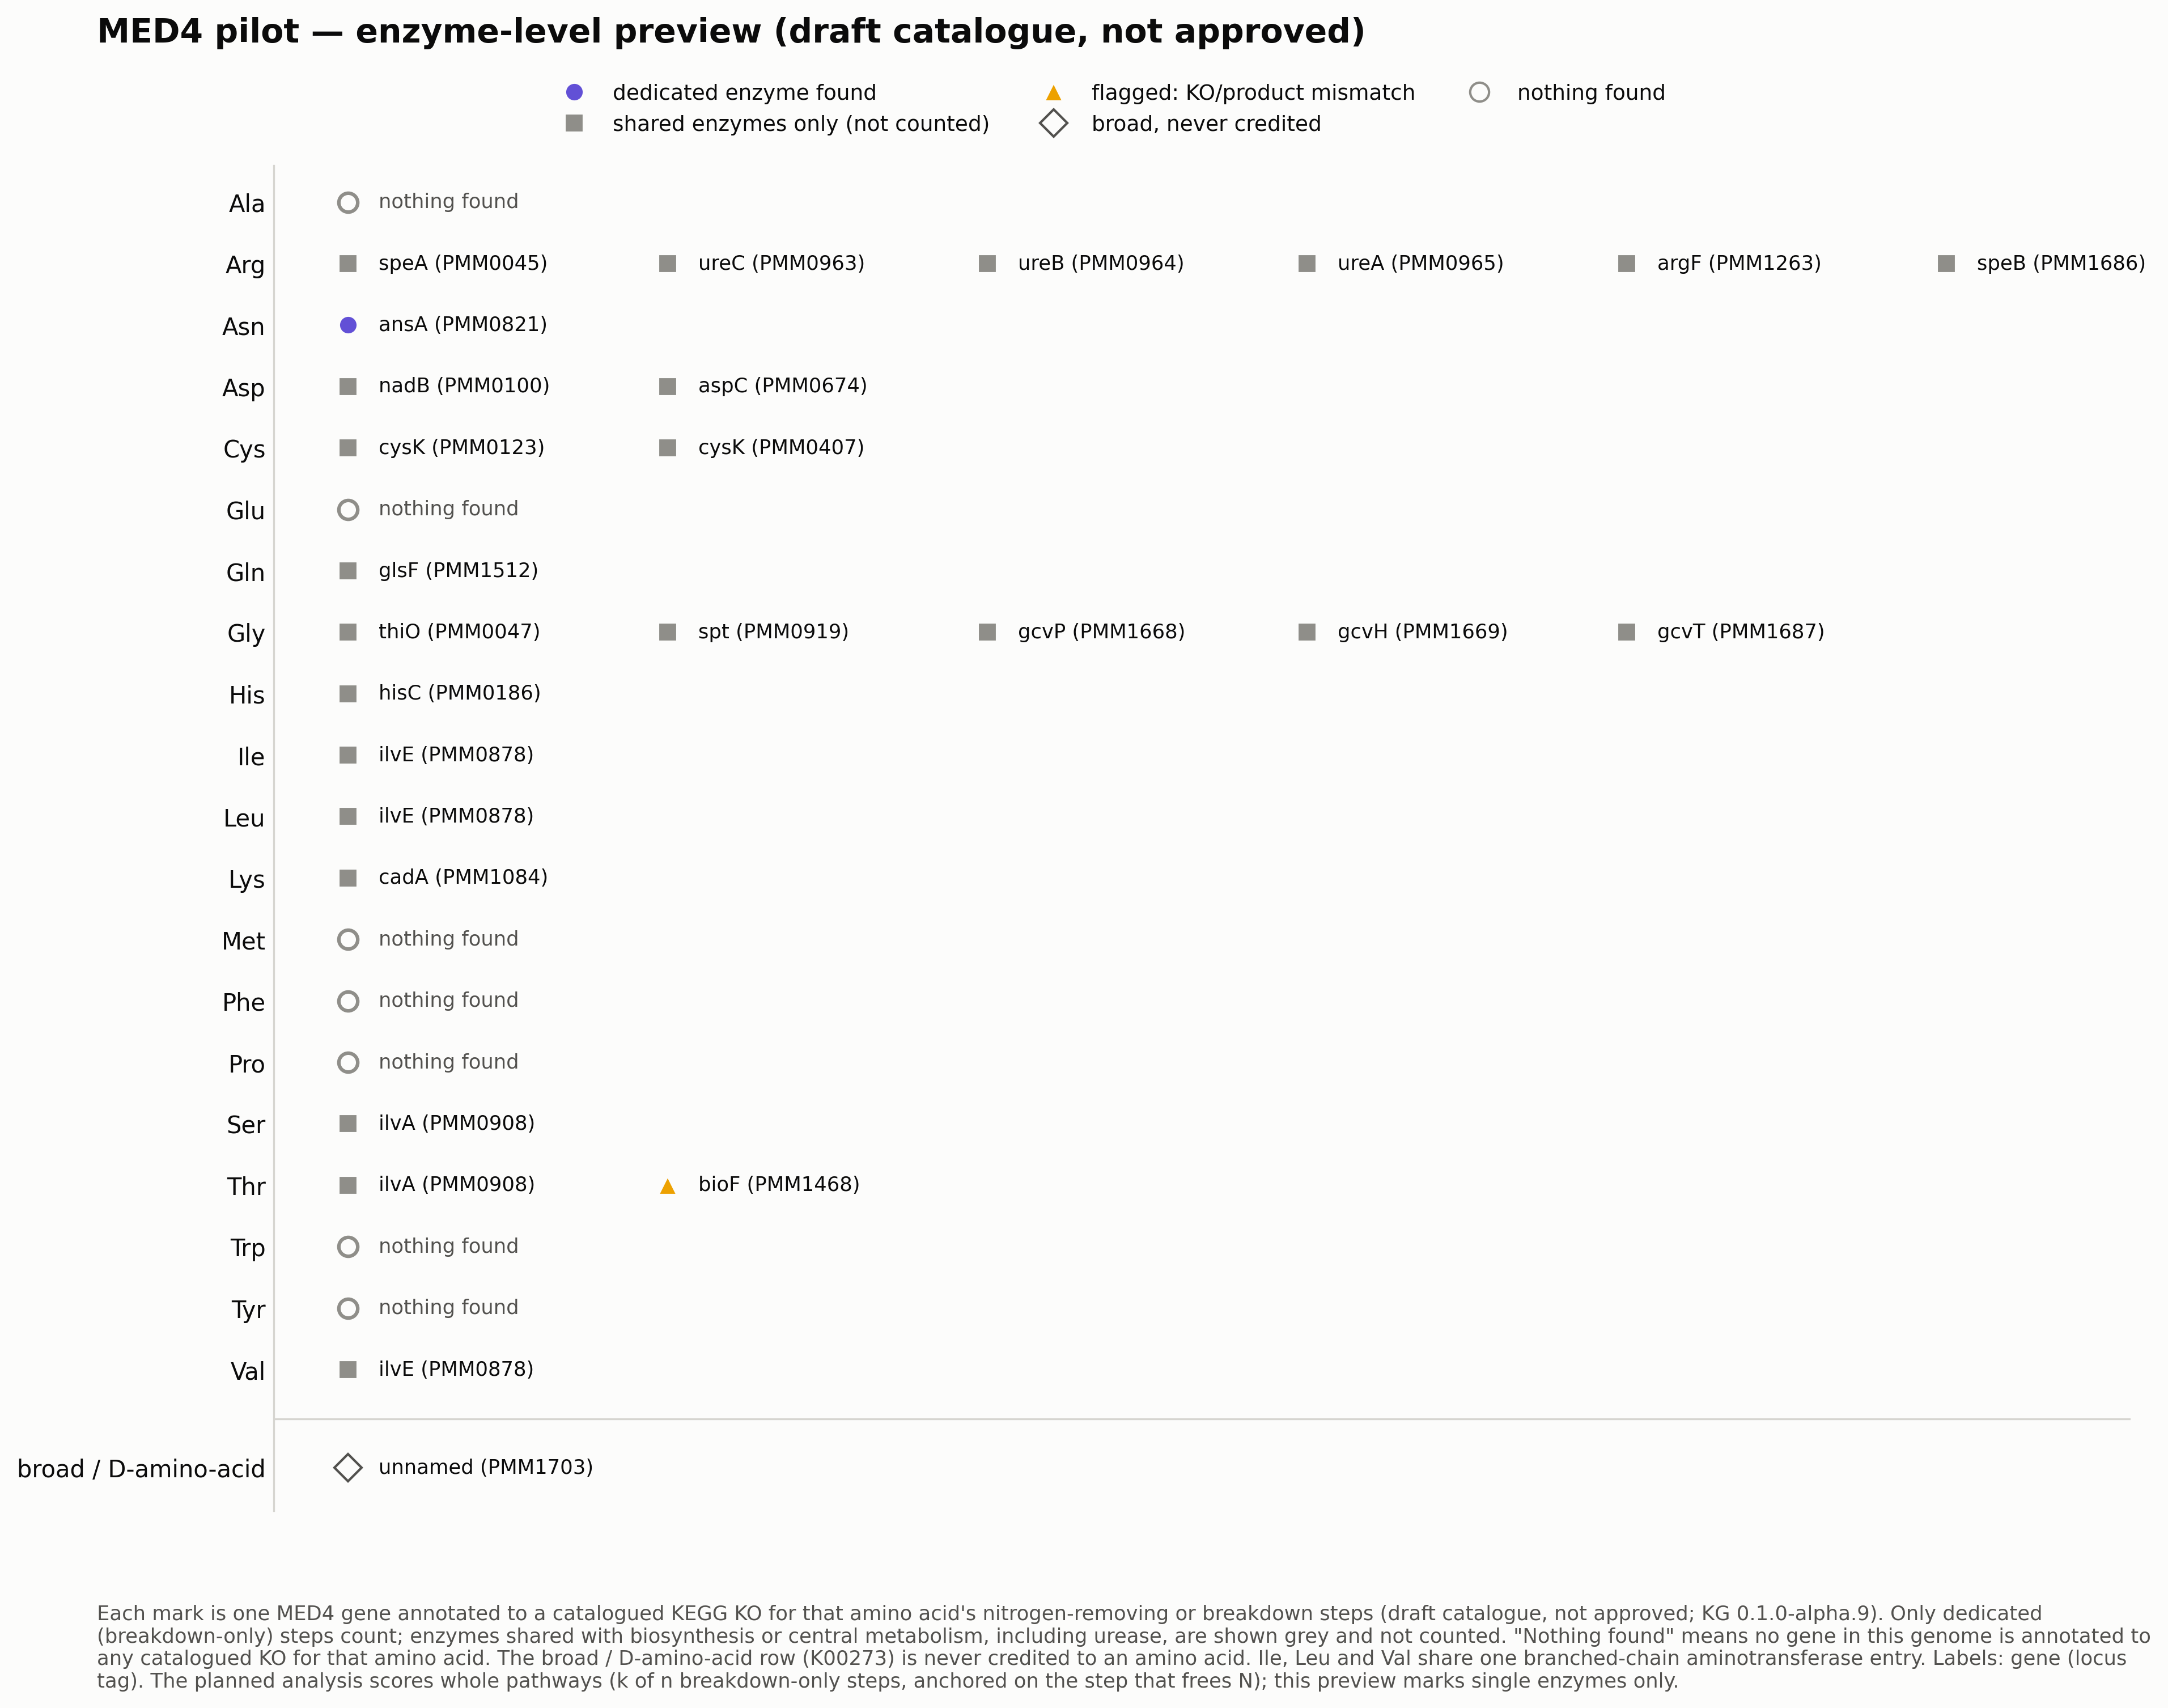 MED4 pilot — enzyme-level preview (draft catalogue, not approved)
dedicated enzyme found
flagged: KO/product mismatch
nothing found
shared enzymes only (not counted)
broad, never credited
Ala nothing found
Arg speA (PMM0045) ureC (PMM0963) ureB (PMM0964) ureA (PMM0965) argF (PMM1263) speB (PMM1686)
Asn ansA (PMM0821)
Asp nadB (PMM0100) aspC (PMM0674)
Cys cysK (PMM0123) cysK (PMM0407)
Glu nothing found
Gln glsF (PMM1512)
Gly thiO (PMM0047) spt (PMM0919) gcvP (PMM1668) gcvH (PMM1669) gcvT (PMM1687)
His hisC (PMM0186)
Ile ilvE (PMM0878)
Leu ilvE (PMM0878)
Lys cadA (PMM1084)
Met nothing found
Phe nothing found
Pro nothing found
Ser ilvA (PMM0908)
Thr ilvA (PMM0908) bioF (PMM1468)
Trp nothing found
Tyr nothing found
Val ilvE (PMM0878)
broad / D-amino-acid unnamed (PMM1703)
Each mark is one MED4 gene annotated to a catalogued KEGG KO for that amino acid's nitrogen-removing or breakdown steps (draft catalogue, not approved; KG 0.1.0-alpha.9). Only dedicated
(breakdown-only) steps count; enzymes shared with biosynthesis or central metabolism, including urease, are shown grey and not counted. "Nothing found" means no gene in this genome is annotated to
any catalogued KO for that amino acid. The broad / D-amino-acid row (K00273) is never credited to an amino acid. Ile, Leu and Val share one branched-chain aminotransferase entry. Labels: gene (locus
tag). The planned analysis scores whole pathways (k of n breakdown-only steps, anchored on the step that frees N); this preview marks single enzymes only.